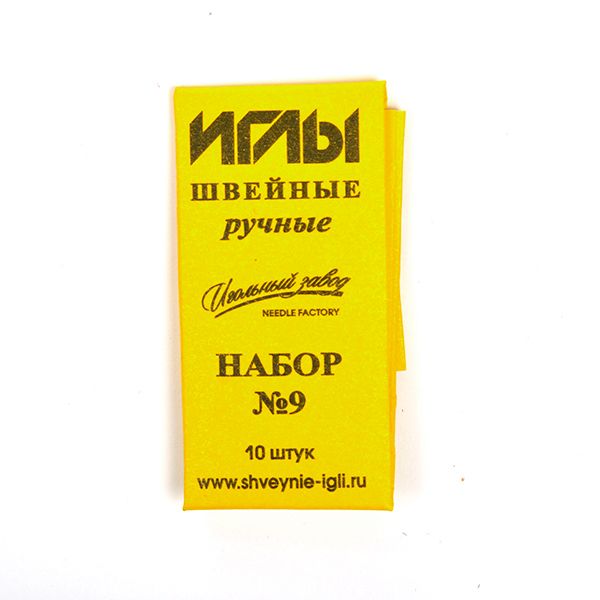 ИГЛЫ
ШВЕЙНЫЕ
ручные
Игольный завод
NEEDLE FACTORY
НАБОР
№9
10 штук
www.shveynie-igli.ru